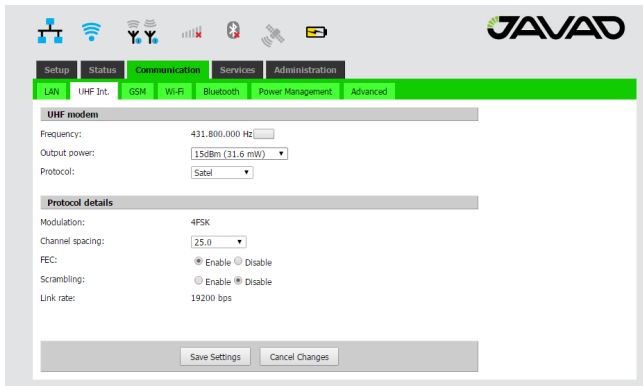 JAVAD
Setup Status Communication Services Administration
LAN UHF Int. GSM Wi-Fi Bluetooth Power Management Advanced
UHF modem
Frequency: 431.800.000 Hz
Output power: 15dBm (31.6 mW)
Protocol: Satel
Protocol details
Modulation: 4FSK
Channel spacing: 25.0
FEC: Enable Disable
Scrambling: Enable Disable
Link rate: 19200 bps
Save Settings Cancel Changes